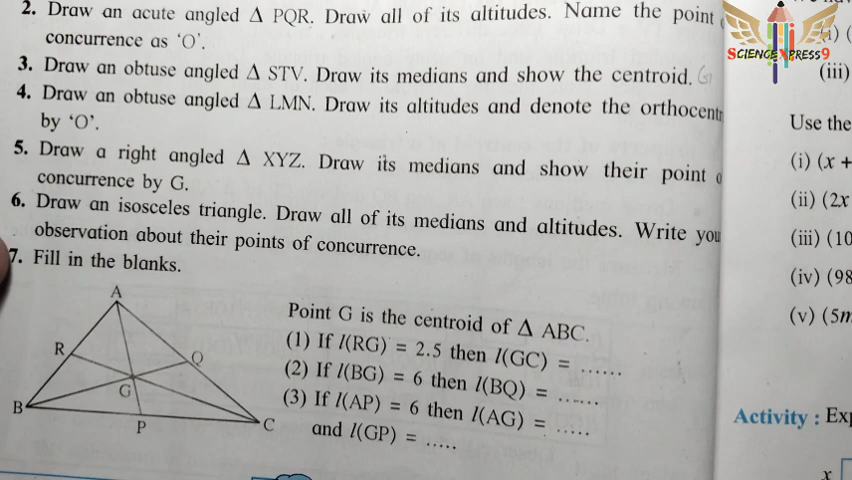 2. Draw an acute angled Δ PQR. Draw all of its altitudes. Name the point
concurrence as 'O'.
3. Draw an obtuse angled Δ STV. Draw its medians and show the centroid. G
4. Draw an obtuse angled Δ LMN. Draw its altitudes and denote the orthocentr
by 'O'.
5. Draw a right angled Δ XYZ. Draw its medians and show their point o
concurrence by G.
6. Draw an isosceles triangle. Draw all of its medians and altitudes. Write you
observation about their points of concurrence.
7. Fill in the blanks.
A
R
Q
G
B
P
C
Point G is the centroid of Δ ABC.
(1) If l(RG) = 2.5 then l(GC) = ......
(2) If l(BG) = 6 then l(BQ) = ......
(3) If l(AP) = 6 then l(AG) = .....
and l(GP) = .....
SCIENCEXPRESS9
(iii)
Use the
(i) (x +
(ii) (2x
(iii) (10
(iv) (98
(v) (5m
Activity : Exp
x